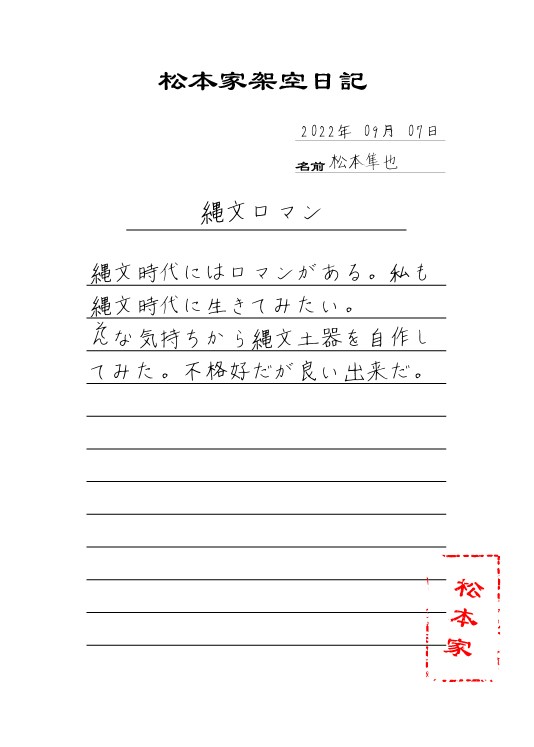 松本家架空日記
2022年 09月 07日
名前 松本隼也
縄文ロマン
縄文時代にはロマンがある。私も
縄文時代に生きてみたい。
そんな気持ちから縄文土器を自作し
てみた。不格好だが良い出来だ。
松
本
家